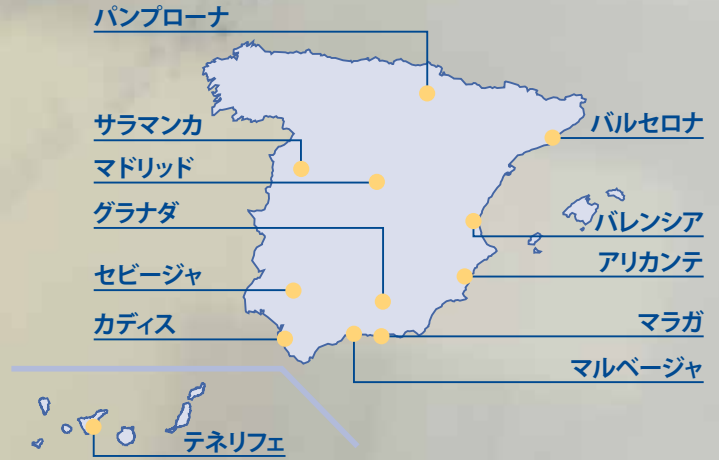 パンプローナ
サラマンカ
バルセロナ
マドリッド
グラナダ
バレンシア
アリカンテ
セビージャ
カディス
マラガ
マルベージャ
テネリフェ